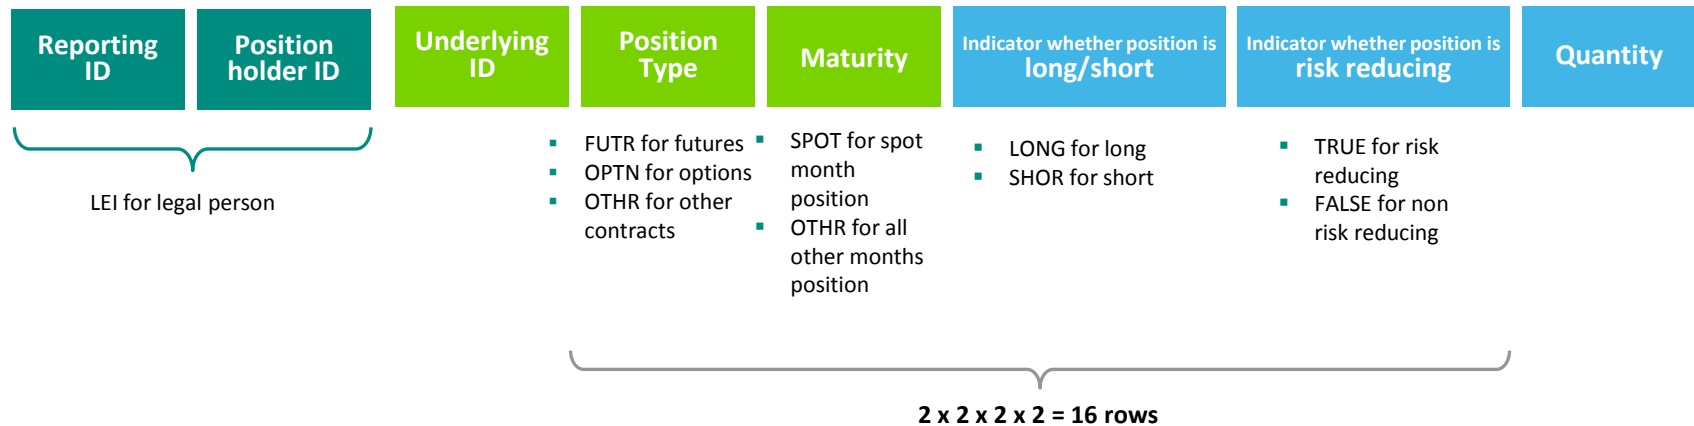 Reporting
ID
Position
holder ID
Underlying
ID
Position
Type
Maturity
Indicator whether position is
long/short
Indicator whether position is
risk reducing
Quantity
LEI for legal person
▪ FUTR for futures
▪ OPTN for options
▪ OTHR for other
contracts
▪ SPOT for spot
month
position
▪ OTHR for all
other months
position
▪ LONG for long
▪ SHOR for short
▪ TRUE for risk
reducing
▪ FALSE for non
risk reducing
2 x 2 x 2 x 2 = 16 rows